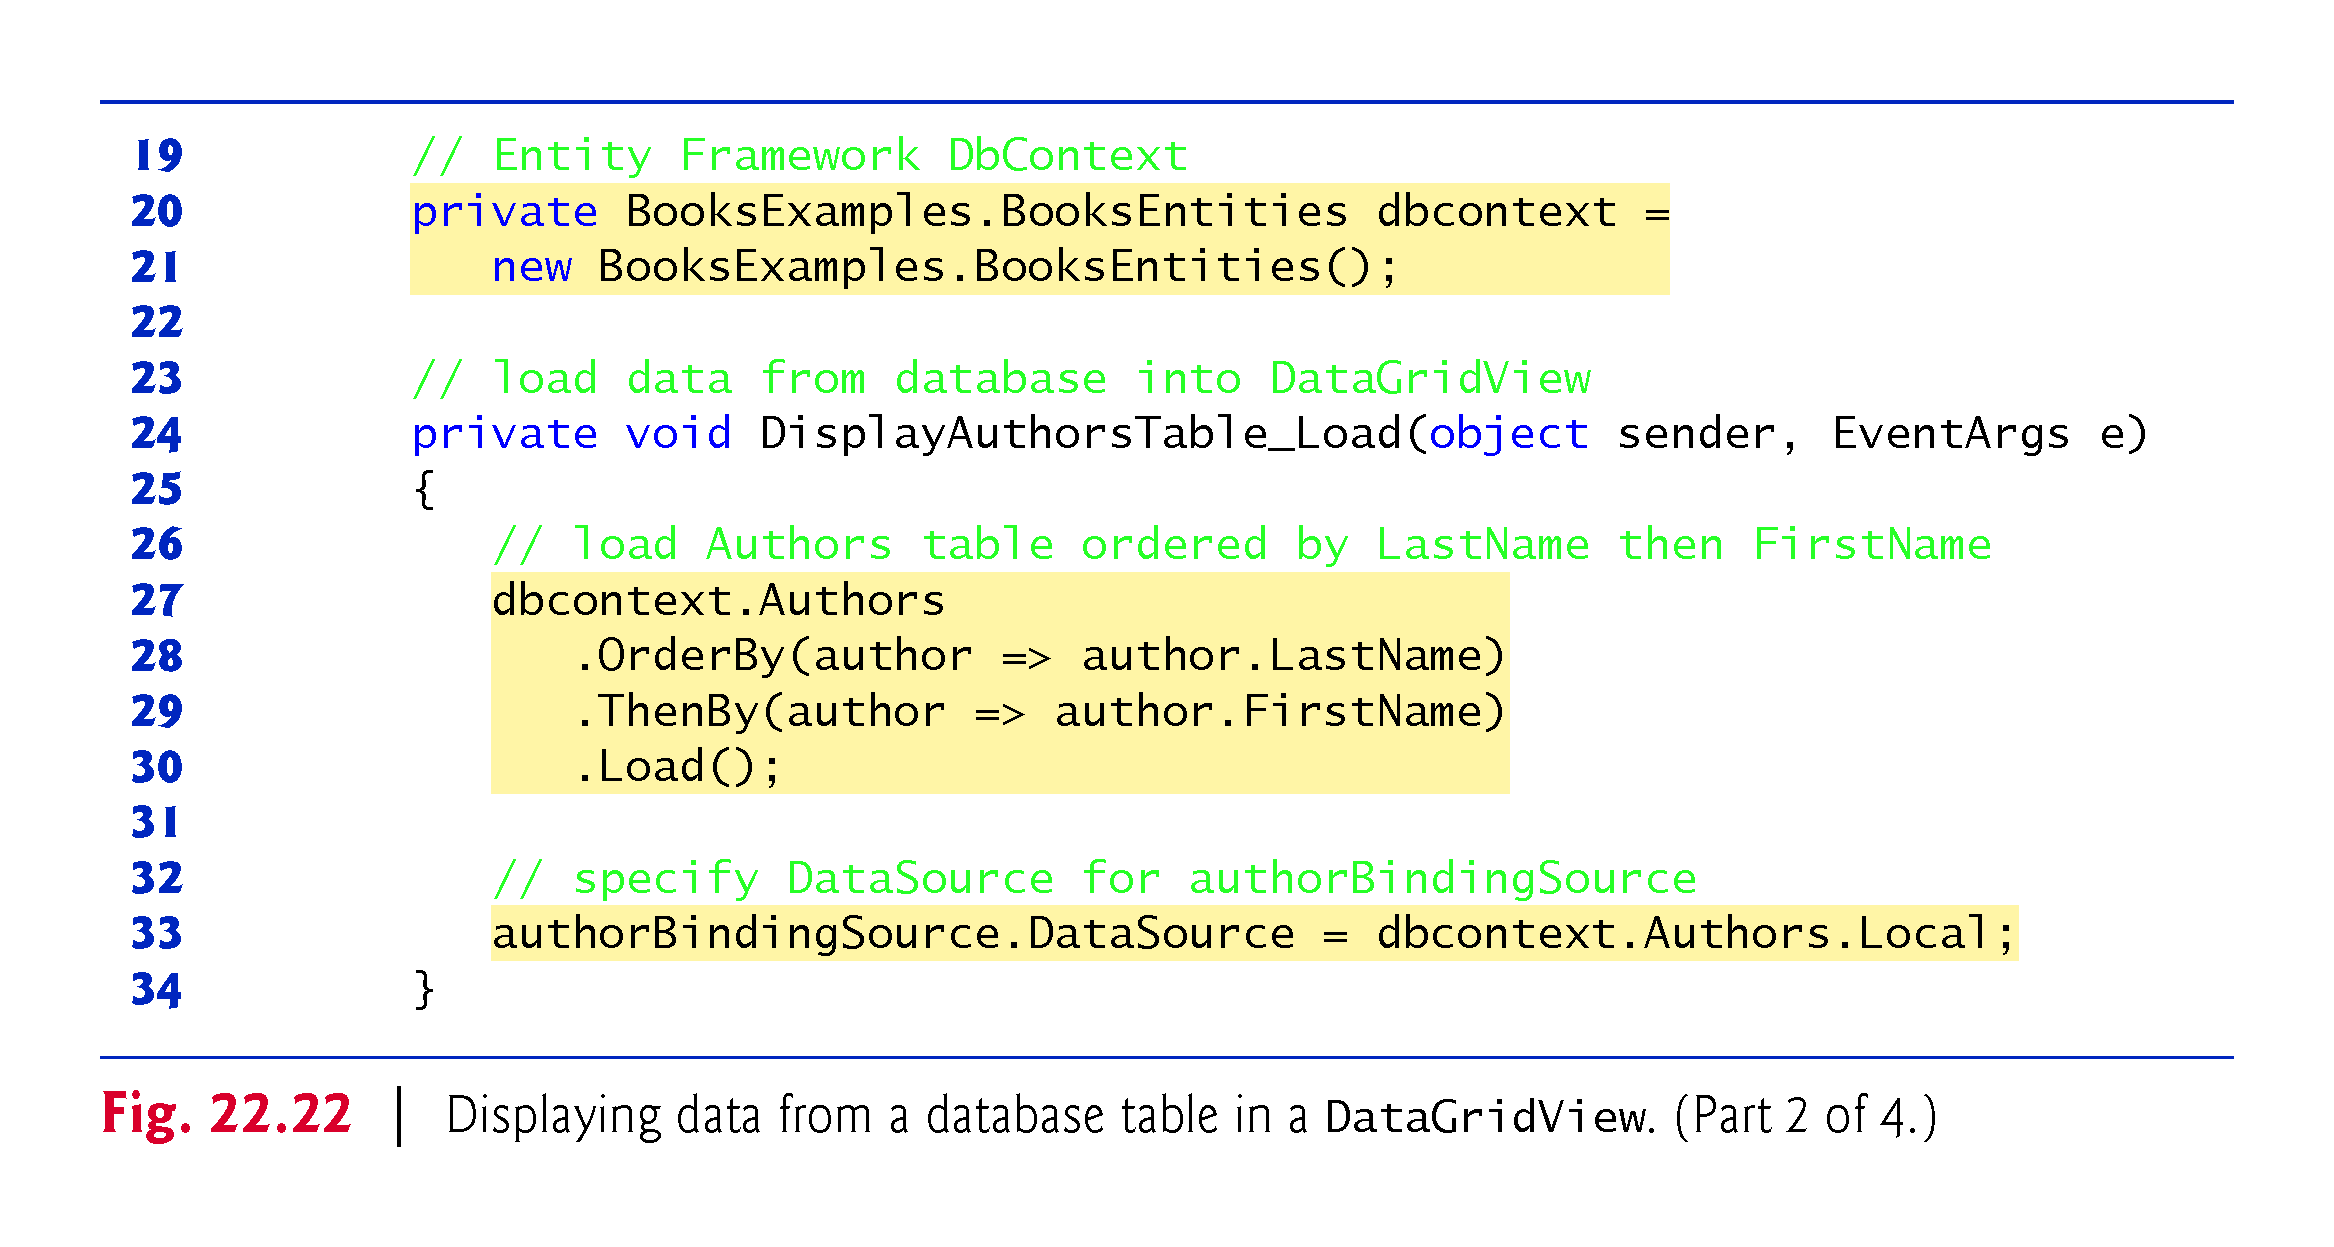 19 // Entity Framework DbContext
20 private BooksExamples.BooksEntities dbcontext =
21 new BooksExamples.BooksEntities();
22
23 // load data from database into DataGridView
24 private void DisplayAuthorsTable_Load(object sender, EventArgs e)
25 {
26 // load Authors table ordered by LastName then FirstName
27 dbcontext.Authors
28 .OrderBy(author => author.LastName)
29 .ThenBy(author => author.FirstName)
30 .Load();
31
32 // specify DataSource for authorBindingSource
33 authorBindingSource.DataSource = dbcontext.Authors.Local;
34 }
Fig. 22.22 | Displaying data from a database table in a DataGridView. (Part 2 of 4.)